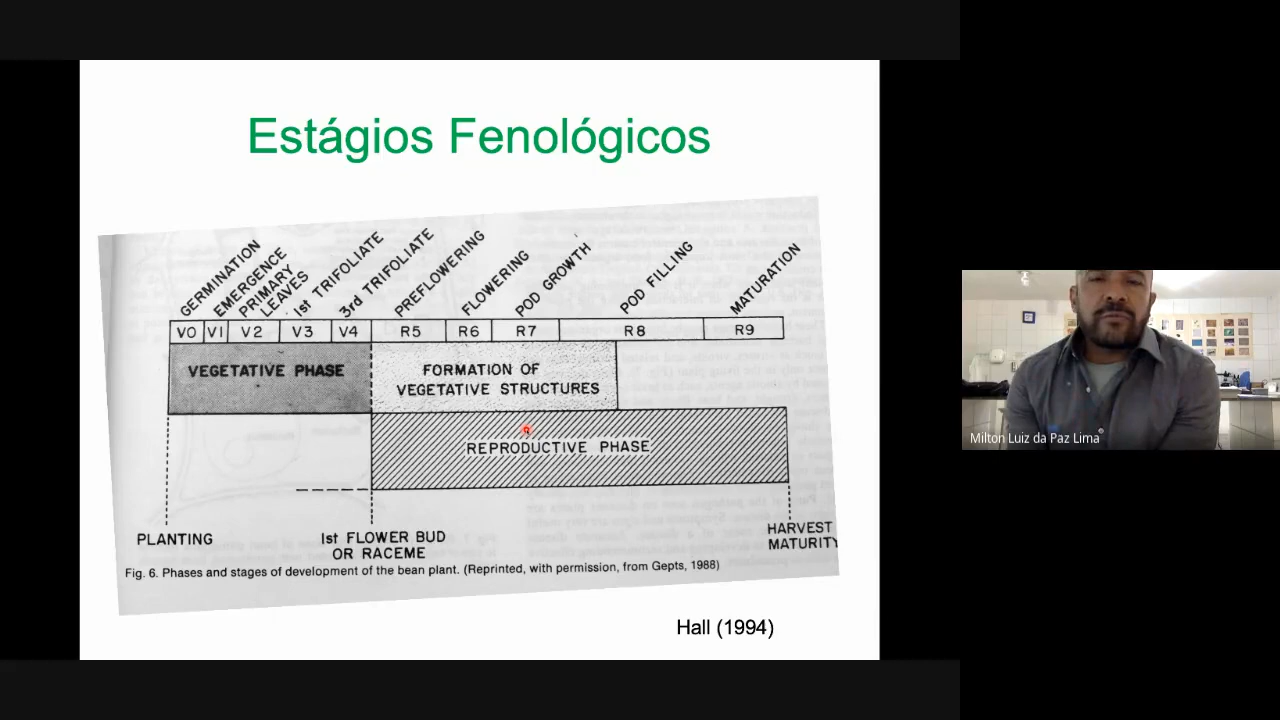 Estágios Fenológicos
GERMINATION
EMERGENCE
PRIMARY
LEAVES
1st TRIFOLIATE
3rd TRIFOLIATE
PREFLOWERING
FLOWERING
POD GROWTH
POD FILLING
MATURATION
V0 V1 V2 V3 V4 R5 R6 R7 R8 R9
VEGETATIVE PHASE
FORMATION OF
VEGETATIVE STRUCTURES
REPRODUCTIVE PHASE
PLANTING
1st FLOWER BUD
OR RACEME
HARVEST
MATURITY
Fig. 6. Phases and stages of development of the bean plant. (Reprinted, with permission, from Gepts, 1988)
Hall (1994)
Milton Luiz da Paz Lima